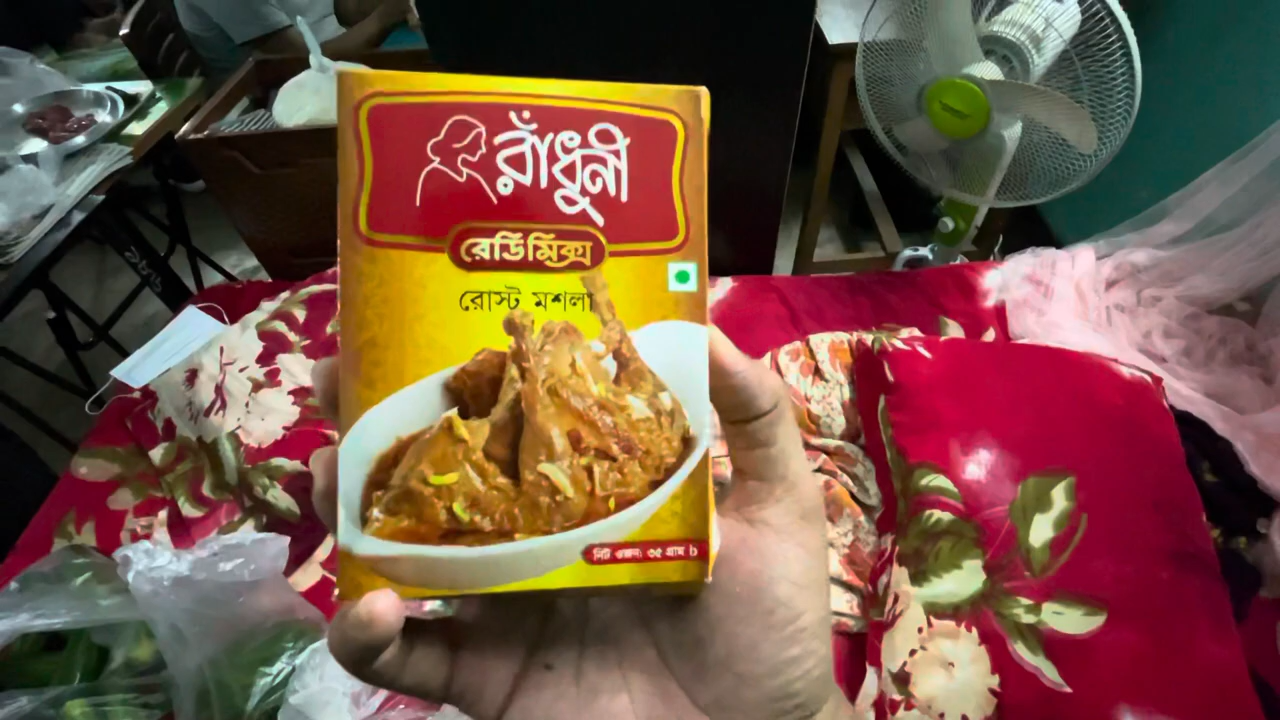 রাঁধুনী
রেডিমিক্স
রোস্ট মশলা
নিট ওজন: ৩৫ গ্রাম ৳